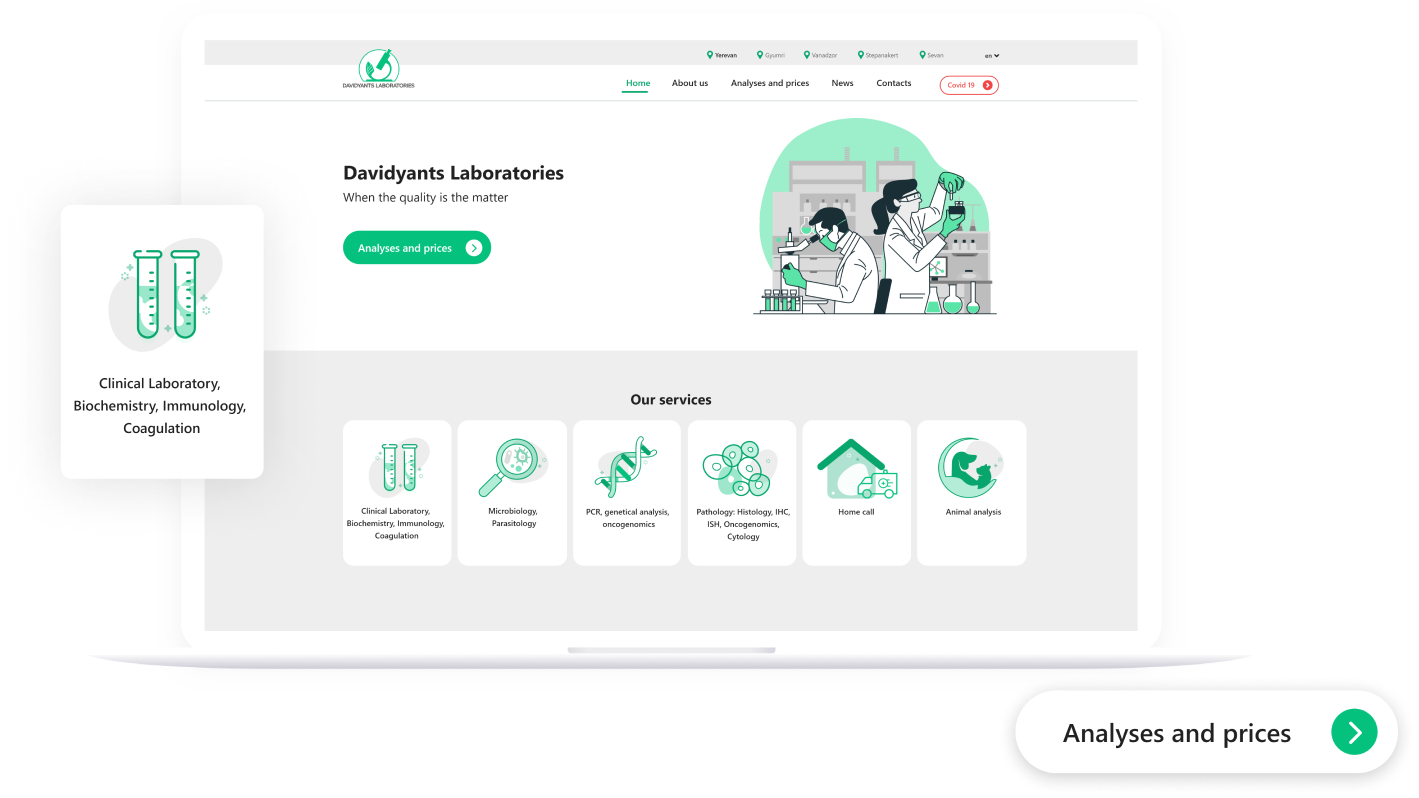 Yerevan Gyumri Vanadzor Stepanakert Sevan en
DAVIDYANTS LABORATORIES
Home About us Analyses and prices News Contacts Covid 19
Davidyants Laboratories
When the quality is the matter
Analyses and prices
Clinical Laboratory,
Biochemistry, Immunology,
Coagulation
Our services
Clinical Laboratory,
Biochemistry, Immunology,
Coagulation
Microbiology,
Parasitology
PCR, genetical analysis,
oncogenomics
Pathology: Histology, IHC,
ISH, Oncogenomics,
Cytology
Home call
Animal analysis
Analyses and prices